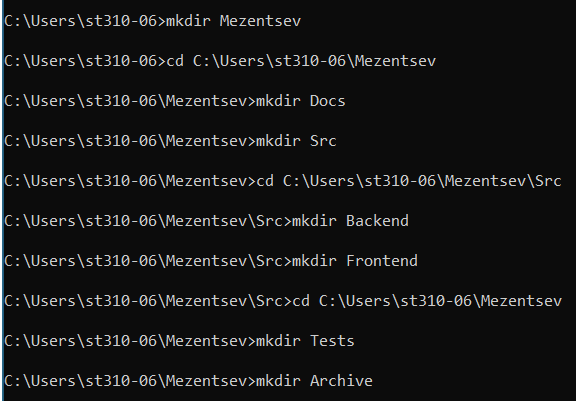 C:\Users\st310-06>mkdir Mezentsev
C:\Users\st310-06>cd C:\Users\st310-06\Mezentsev
C:\Users\st310-06\Mezentsev>mkdir Docs
C:\Users\st310-06\Mezentsev>mkdir Src
C:\Users\st310-06\Mezentsev>cd C:\Users\st310-06\Mezentsev\Src
C:\Users\st310-06\Mezentsev\Src>mkdir Backend
C:\Users\st310-06\Mezentsev\Src>mkdir Frontend
C:\Users\st310-06\Mezentsev\Src>cd C:\Users\st310-06\Mezentsev
C:\Users\st310-06\Mezentsev>mkdir Tests
C:\Users\st310-06\Mezentsev>mkdir Archive